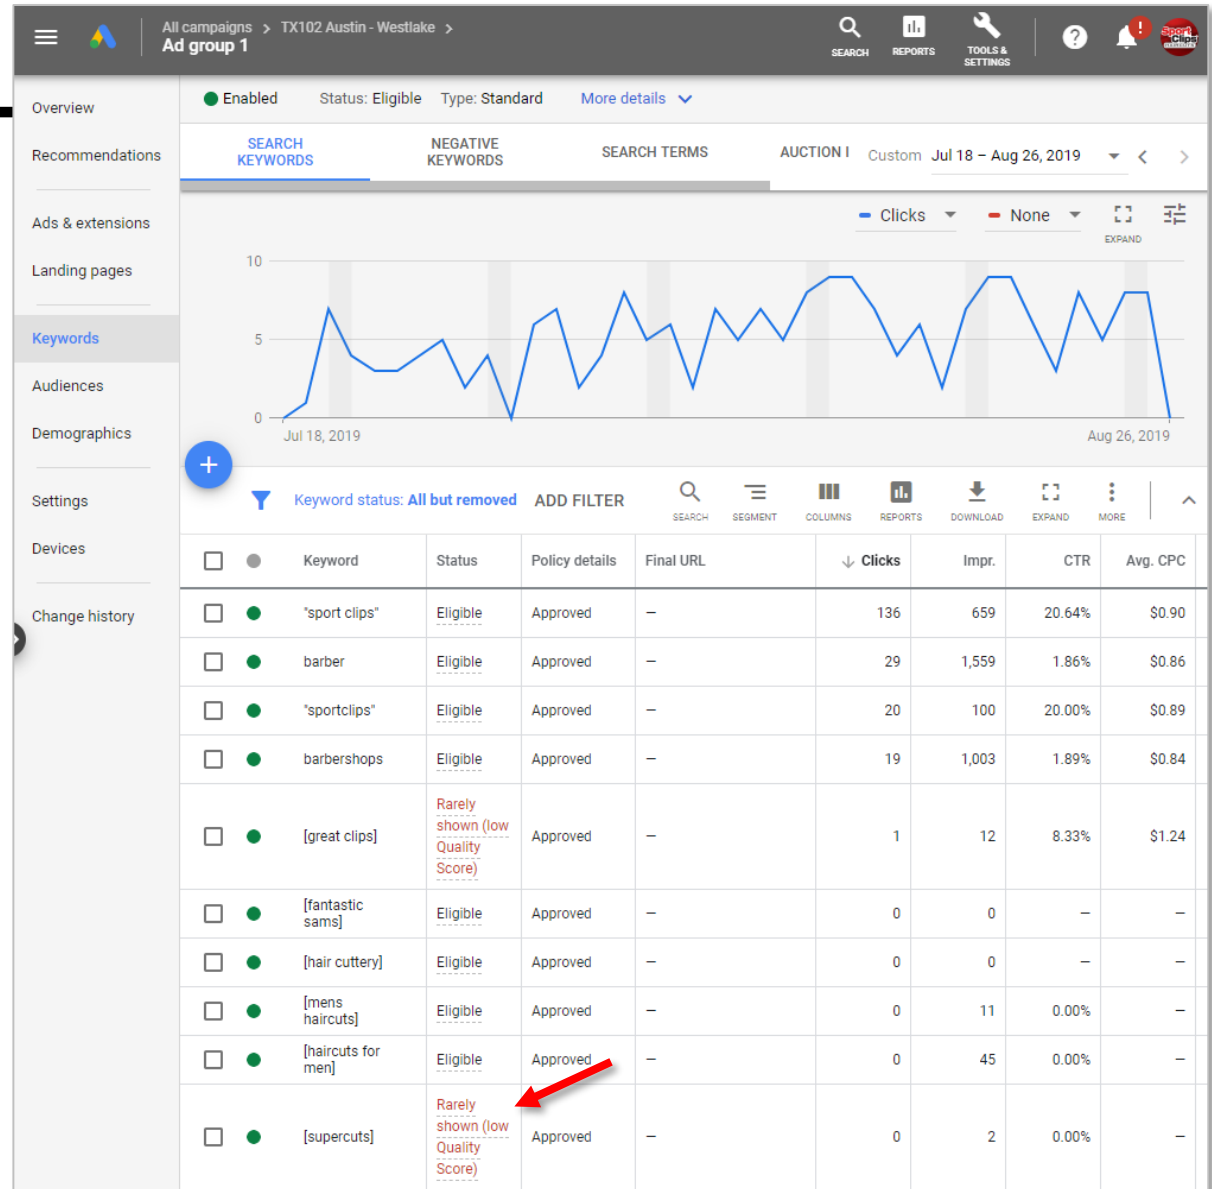 All campaigns > TX102 Austin - Westlake >
Ad group 1
SEARCH
REPORTS
TOOLS & SETTINGS
Sport Clips
Overview
Recommendations
Ads & extensions
Landing pages
Keywords
Audiences
Demographics
Settings
Devices
Change history
Enabled Status: Eligible Type: Standard More details
SEARCH KEYWORDS
NEGATIVE KEYWORDS
SEARCH TERMS
AUCTION I
Custom Jul 18 – Aug 26, 2019
Clicks
None
EXPAND
10
5
0
Jul 18, 2019
Aug 26, 2019
Keyword status: All but removed
ADD FILTER
SEARCH
SEGMENT
COLUMNS
REPORTS
DOWNLOAD
EXPAND
MORE
Keyword Status Policy details Final URL Clicks Impr. CTR Avg. CPC
"sport clips" Eligible Approved – 136 659 20.64% $0.90
barber Eligible Approved – 29 1,559 1.86% $0.86
"sportclips" Eligible Approved – 20 100 20.00% $0.89
barbershops Eligible Approved – 19 1,003 1.89% $0.84
[great clips] Rarely shown (low Quality Score) Approved – 1 12 8.33% $1.24
[fantastic sams] Eligible Approved – 0 0 – –
[hair cuttery] Eligible Approved – 0 0 – –
[mens haircuts] Eligible Approved – 0 11 0.00% –
[haircuts for men] Eligible Approved – 0 45 0.00% –
[supercuts] Rarely shown (low Quality Score) Approved – 0 2 0.00% –